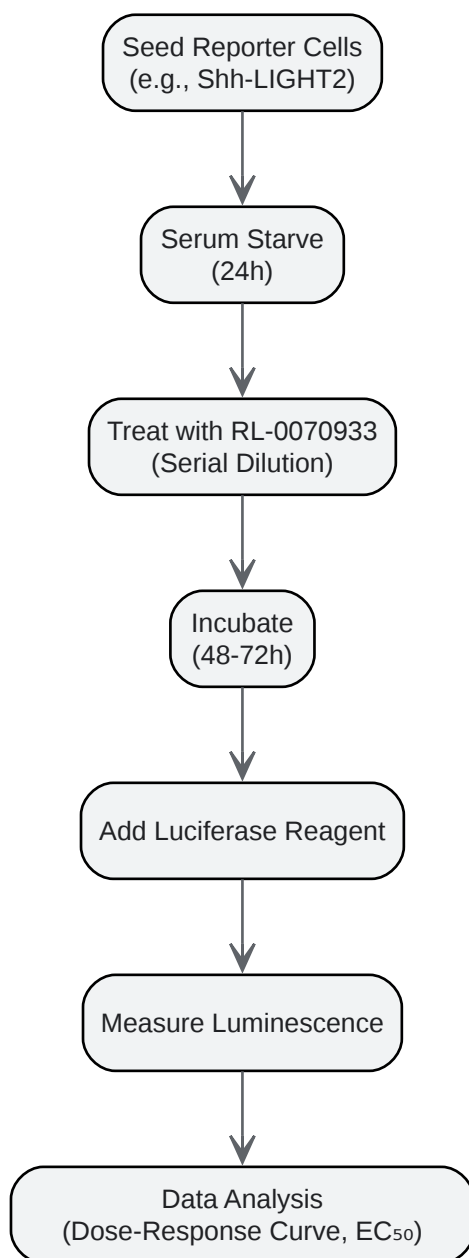 Seed Reporter Cells
(e.g., Shh-LIGHT2)
Serum Starve
(24h)
Treat with RL-0070933
(Serial Dilution)
Incubate
(48-72h)
Add Luciferase Reagent
Measure Luminescence
Data Analysis
(Dose-Response Curve, EC₅₀)